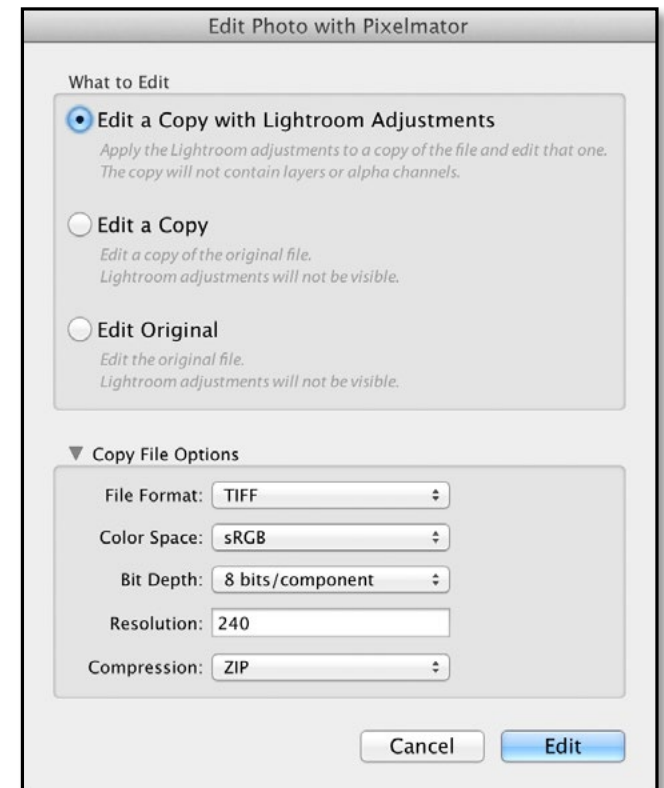 Edit Photo with Pixelmator
What to Edit
Edit a Copy with Lightroom Adjustments
Apply the Lightroom adjustments to a copy of the file and edit that one.
The copy will not contain layers or alpha channels.
Edit a Copy
Edit a copy of the original file.
Lightroom adjustments will not be visible.
Edit Original
Edit the original file.
Lightroom adjustments will not be visible.
Copy File Options
File Format: TIFF
Color Space: sRGB
Bit Depth: 8 bits/component
Resolution: 240
Compression: ZIP
Cancel Edit